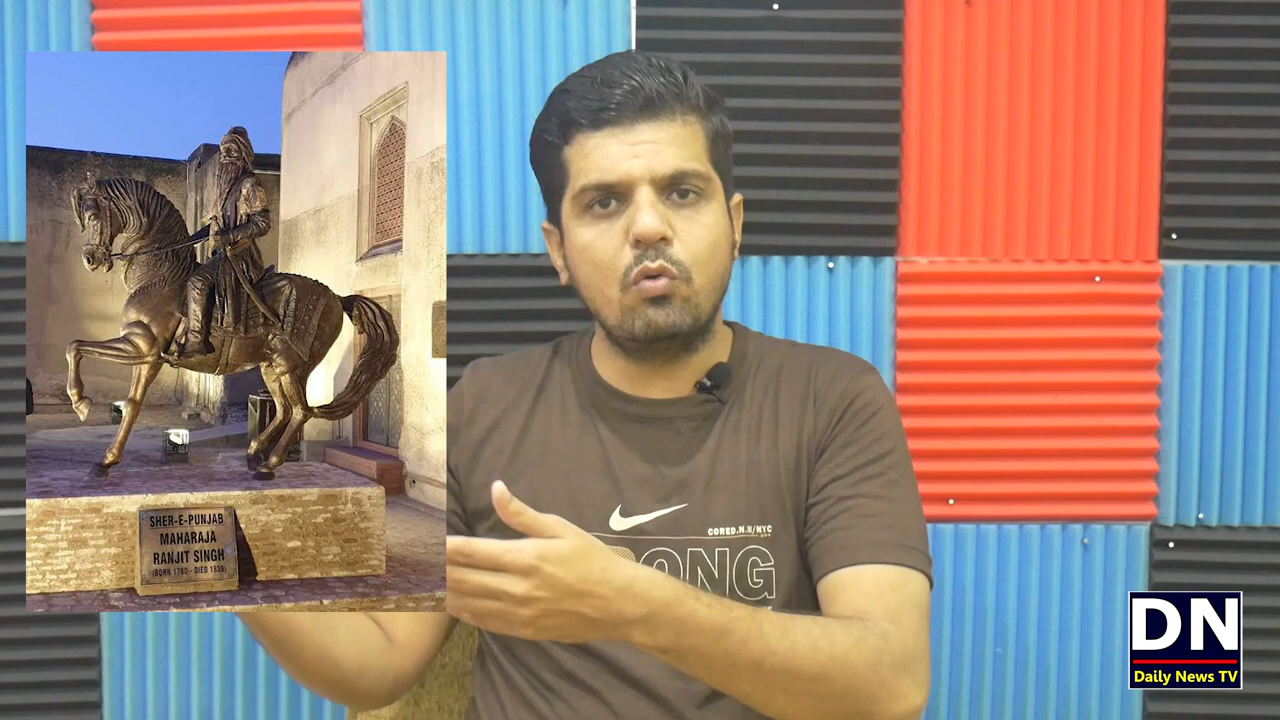 SHER-E-PUNJAB
MAHARAJA
RANJIT SINGH
(BORN 1780 - DIED 1839)
CORED.N.U/NYC
ONG
DN
Daily News TV